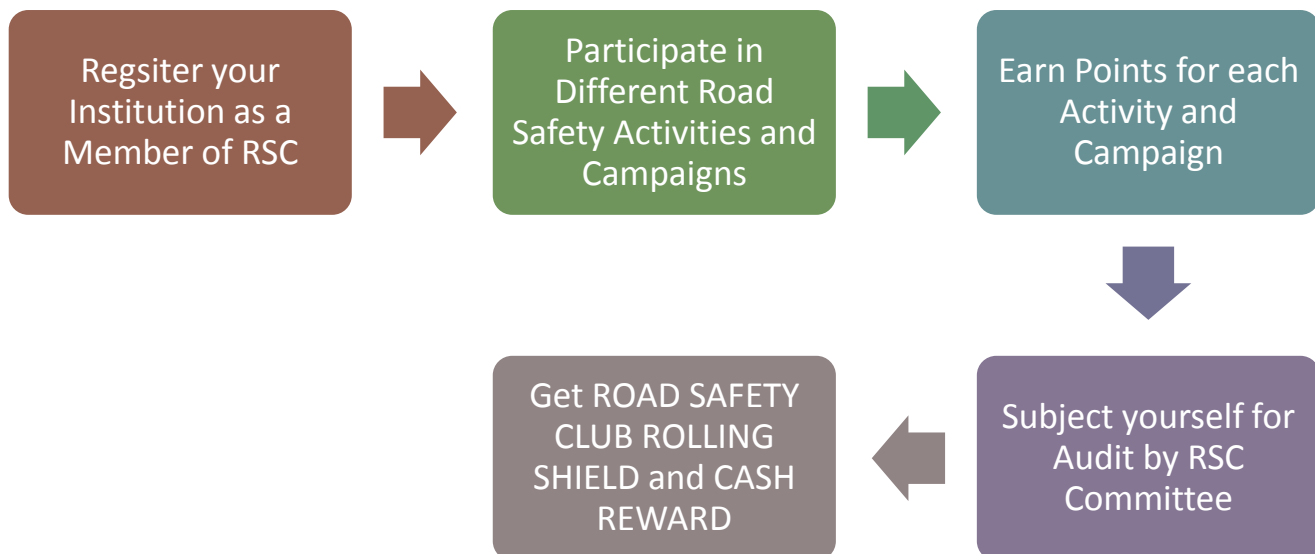 Regsiter your
Institution as a
Member of RSC
Participate in
Different Road
Safety Activities and
Campaigns
Earn Points for each
Activity and
Campaign
Subject yourself for
Audit by RSC
Committee
Get ROAD SAFETY
CLUB ROLLING
SHIELD and CASH
REWARD